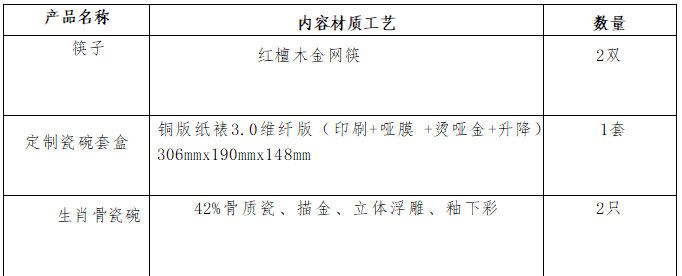 产品名称 内容材质工艺 数量
筷子 红檀木金网筷 2双
定制瓷碗套盒 铜版纸裱3.0维纤版（印刷+哑膜 +烫哑金+升降） 1套
306mmx190mmx148mm
生肖骨瓷碗 42%骨质瓷、描金、立体浮雕、釉下彩 2只